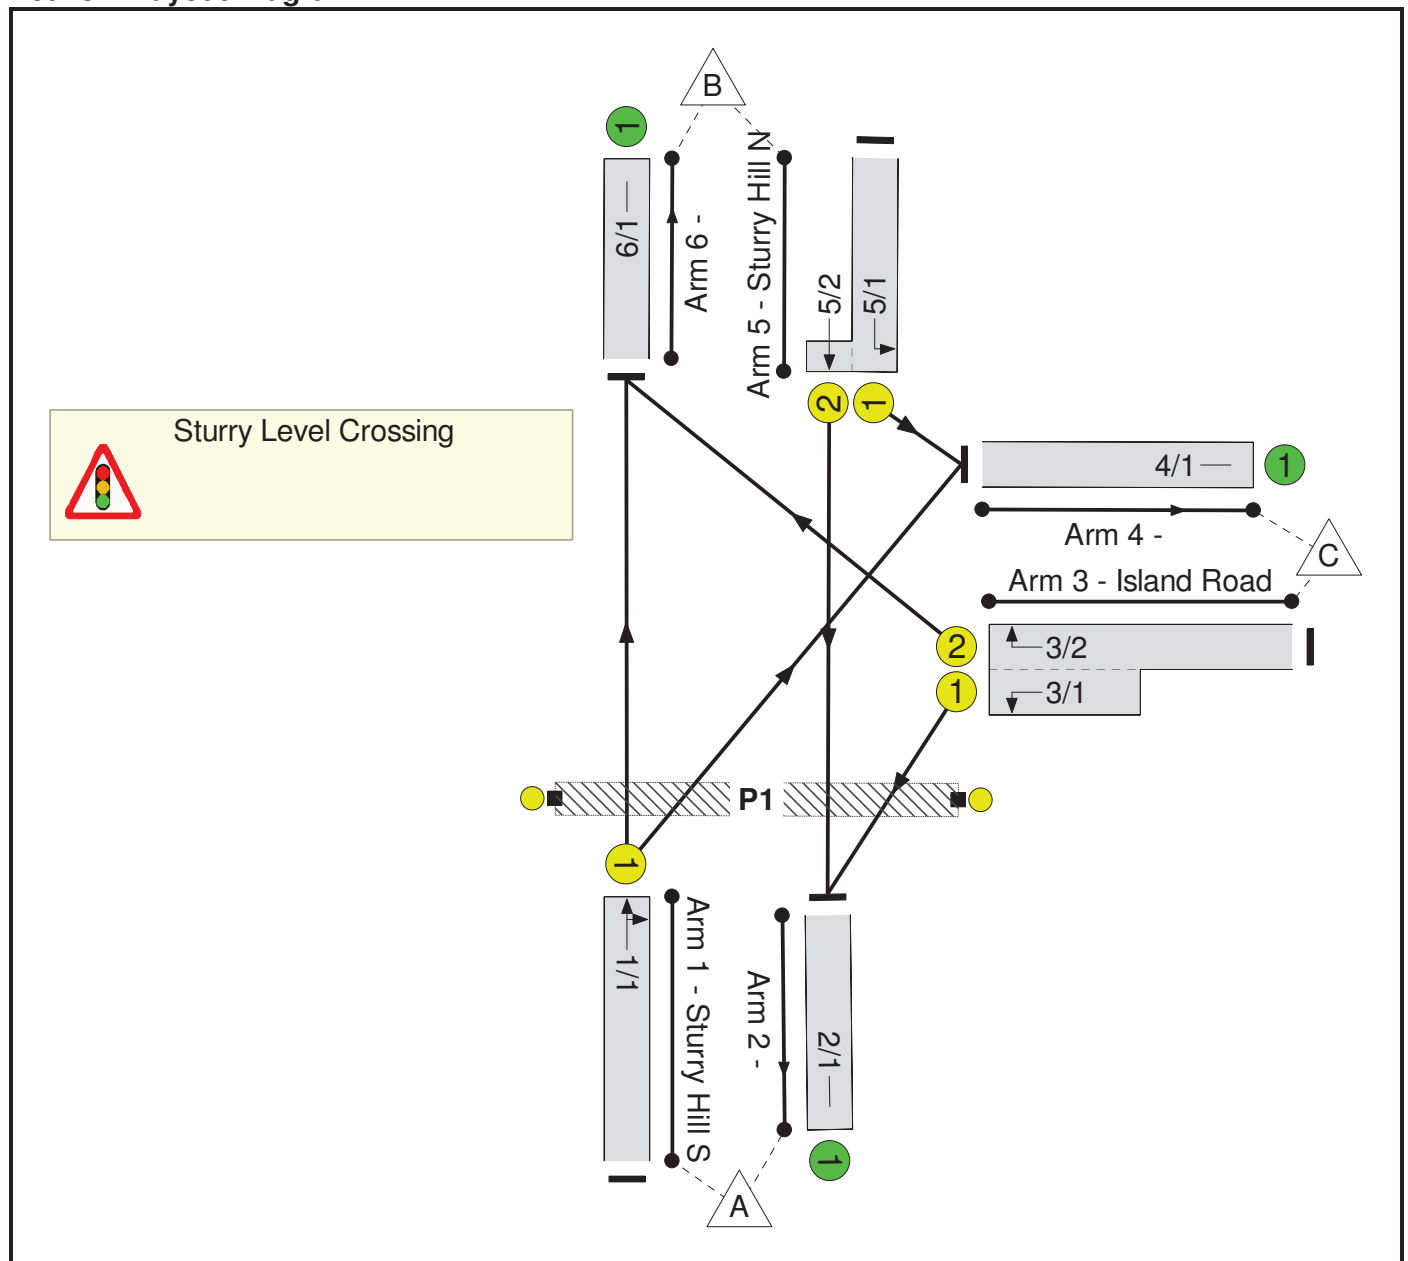 B
1
6/1
Arm 6 -
Arm 5 - Sturry Hill N
5/2
5/1
2
1
Sturry Level Crossing
4/1
1
Arm 4 -
C
Arm 3 - Island Road
2
3/2
1
3/1
P1
1
1/1
Arm 1 - Sturry Hill S
Arm 2 -
2/1
1
A